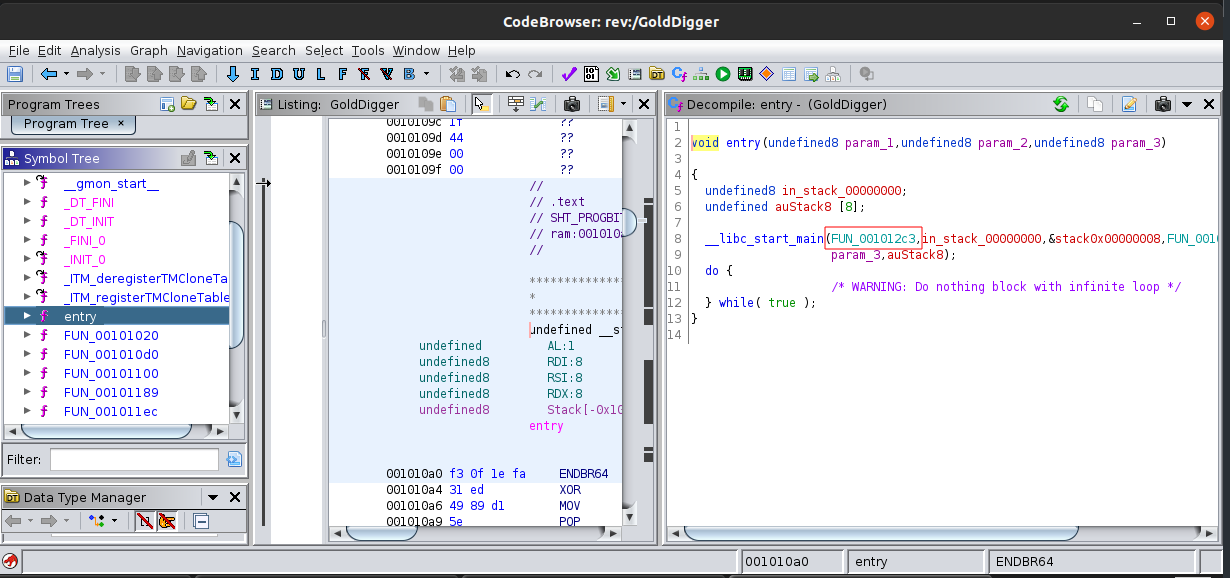 CodeBrowser: rev:/GoldDigger
File Edit Analysis Graph Navigation Search Select Tools Window Help
I D U L F B
Program Trees
Program Tree ×
Symbol Tree
__gmon_start__
_DT_FINI
_DT_INIT
_FINI_0
_INIT_0
_ITM_deregisterTMCloneTa
_ITM_registerTMCloneTable
entry
FUN_00101020
FUN_001010d0
FUN_00101100
FUN_00101189
FUN_001011ec
Filter:
Data Type Manager
Listing: GoldDigger
0010109c 1f ??
0010109d 44 ??
0010109e 00 ??
0010109f 00 ??
//
// .text
// SHT_PROGBI
// ram:001010a
//
*************
*
*************
undefined __st
undefined AL:1
undefined8 RDI:8
undefined8 RSI:8
undefined8 RDX:8
undefined8 Stack[-0x10
entry
001010a0 f3 0f 1e fa ENDBR64
001010a4 31 ed XOR
001010a6 49 89 d1 MOV
001010a9 5e POP
Decompile: entry - (GoldDigger)
1
2 void entry(undefined8 param_1,undefined8 param_2,undefined8 param_3)
3
4 {
5 undefined8 in_stack_00000000;
6 undefined auStack8 [8];
7
8 __libc_start_main(FUN_001012c3,in_stack_00000000,&stack0x00000008,FUN_001
9 param_3,auStack8);
10 do {
11 /* WARNING: Do nothing block with infinite loop */
12 } while( true );
13 }
14
001010a0 entry ENDBR64